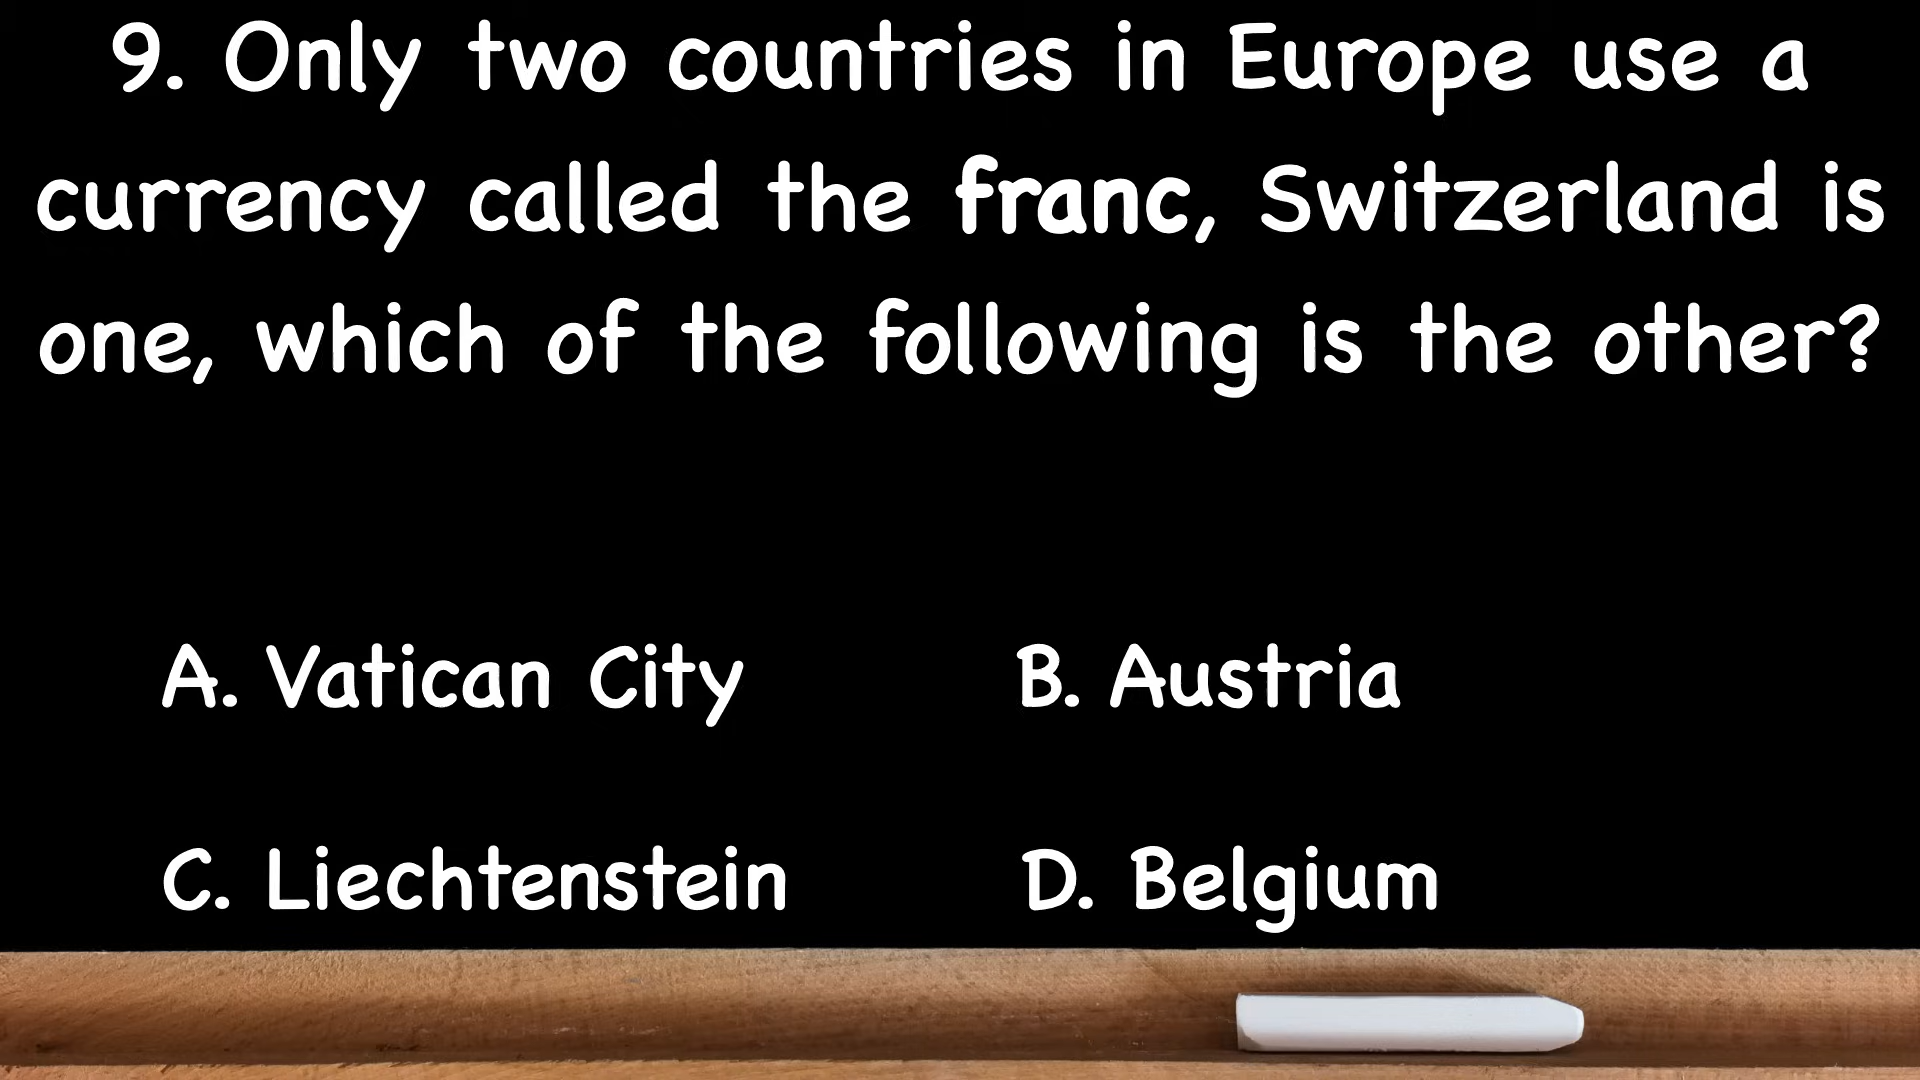 9. Only two countries in Europe use a
currency called the franc, Switzerland is
one, which of the following is the other?
A. Vatican City
B. Austria
C. Liechtenstein
D. Belgium